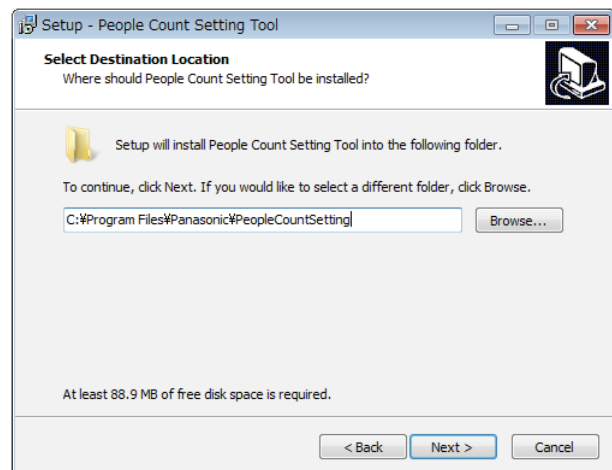 Setup - People Count Setting Tool
Select Destination Location
Where should People Count Setting Tool be installed?
Setup will install People Count Setting Tool into the following folder.
To continue, click Next. If you would like to select a different folder, click Browse.
C:¥Program Files¥Panasonic¥PeopleCountSetting
Browse...
At least 88.9 MB of free disk space is required.
< Back
Next >
Cancel